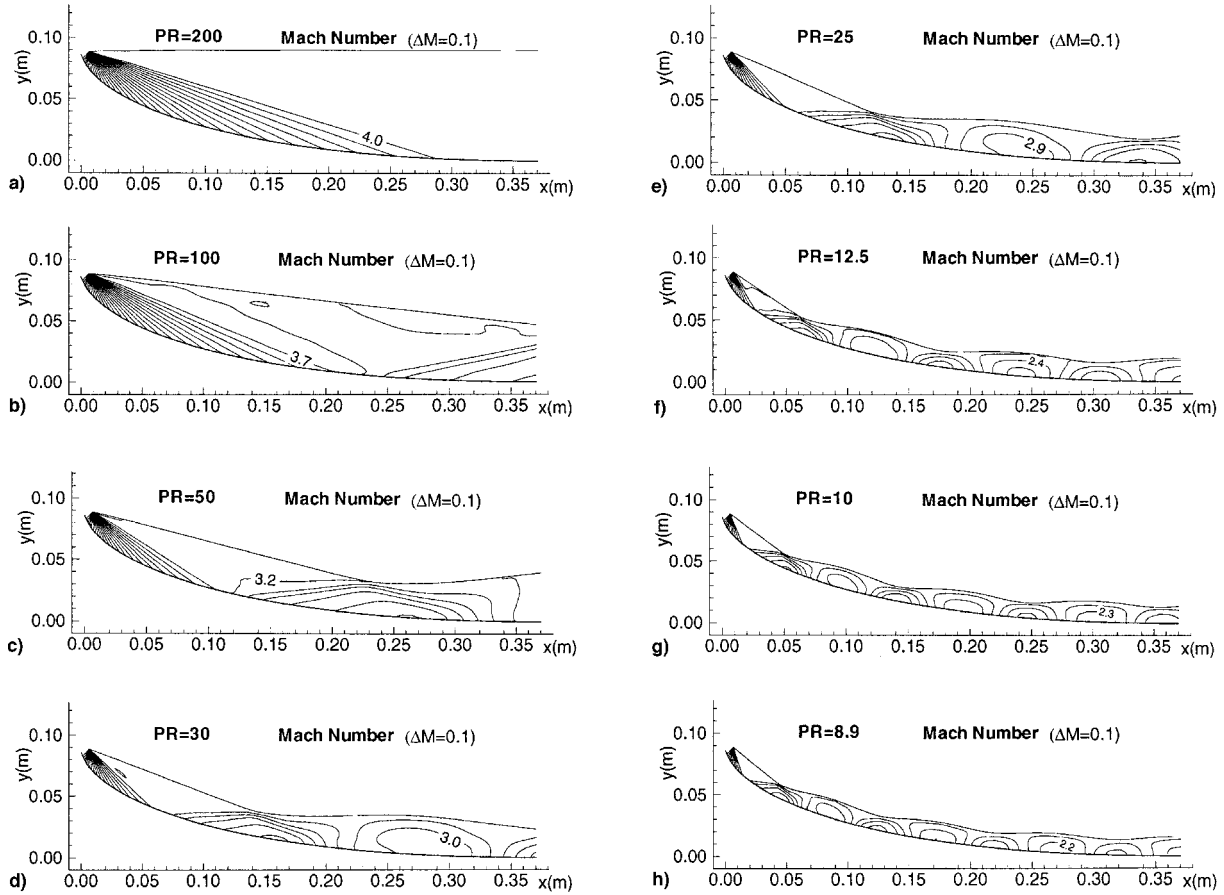 PR=200 Mach Number (ΔM=0.1)
y(m)
0.10
0.05
0.00
4.0
a)
0.00 0.05 0.10 0.15 0.20 0.25 0.30 0.35 x(m)
PR=100 Mach Number (ΔM=0.1)
y(m)
0.10
0.05
0.00
3.7
b)
0.00 0.05 0.10 0.15 0.20 0.25 0.30 0.35 x(m)
PR=50 Mach Number (ΔM=0.1)
y(m)
0.10
0.05
0.00
3.2
c)
0.00 0.05 0.10 0.15 0.20 0.25 0.30 0.35 x(m)
PR=30 Mach Number (ΔM=0.1)
y(m)
0.10
0.05
0.00
3.0
d)
0.00 0.05 0.10 0.15 0.20 0.25 0.30 0.35 x(m)
PR=25 Mach Number (ΔM=0.1)
y(m)
0.10
0.05
0.00
2.9
e)
0.00 0.05 0.10 0.15 0.20 0.25 0.30 0.35 x(m)
PR=12.5 Mach Number (ΔM=0.1)
y(m)
0.10
0.05
0.00
2.4
f)
0.00 0.05 0.10 0.15 0.20 0.25 0.30 0.35 x(m)
PR=10 Mach Number (ΔM=0.1)
y(m)
0.10
0.05
0.00
2.3
g)
0.00 0.05 0.10 0.15 0.20 0.25 0.30 0.35 x(m)
PR=8.9 Mach Number (ΔM=0.1)
y(m)
0.10
0.05
0.00
2.2
h)
0.00 0.05 0.10 0.15 0.20 0.25 0.30 0.35 x(m)